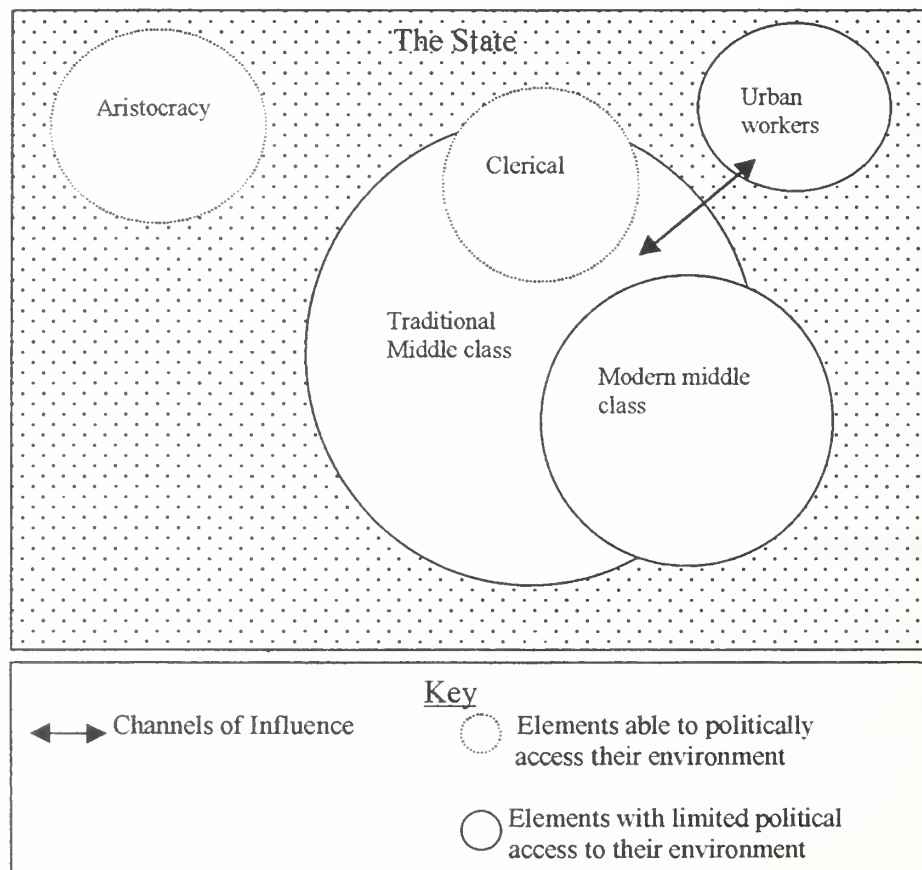 The State
Aristocracy
Urban
workers
Clerical
Traditional
Middle class
Modern middle
class
Key
Channels of Influence
Elements able to politically
access their environment
Elements with limited political
access to their environment